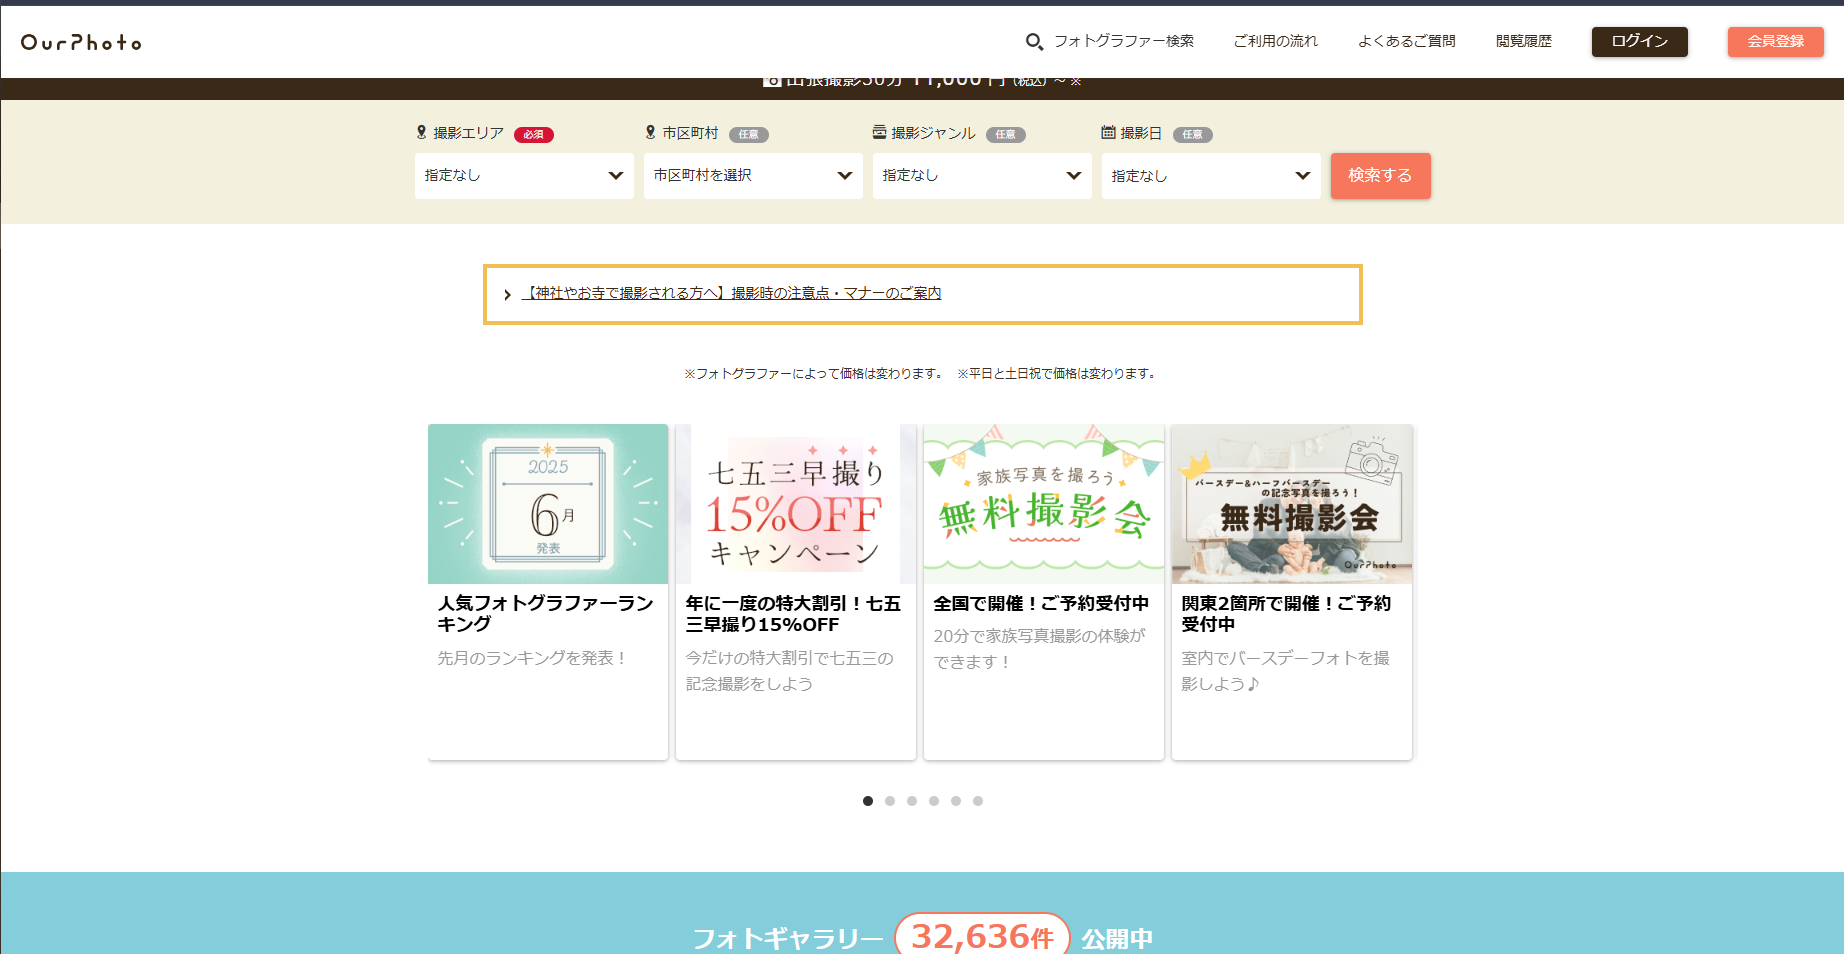 OurPhoto
フォトグラファー検索
ご利用の流れ
よくあるご質問
閲覧履歴
ログイン
会員登録
出張撮影30分 11,000円（税込）～ ※
撮影エリア 必須
市区町村 任意
撮影ジャンル 任意
撮影日 任意
指定なし
市区町村を選択
指定なし
指定なし
検索する
【神社やお寺で撮影される方へ】撮影時の注意点・マナーのご案内
※フォトグラファーによって価格は変わります。 ※平日と土日祝で価格は変わります。
2025
6月
発表
人気フォトグラファーラン
キング
先月のランキングを発表！
七五三早撮り
15%OFF
キャンペーン
年に一度の特大割引！七五
三早撮り15%OFF
今だけの特大割引で七五三の
記念撮影をしよう
家族写真を撮ろう
無料撮影会
全国で開催！ご予約受付中
20分で家族写真撮影の体験が
できます！
バースデー&ハーフバースデー
の記念写真を撮ろう！
無料撮影会
OurPhoto
関東2箇所で開催！ご予約
受付中
室内でバースデーフォトを撮
影しよう♪
フォトギャラリー 32,636件 公開中